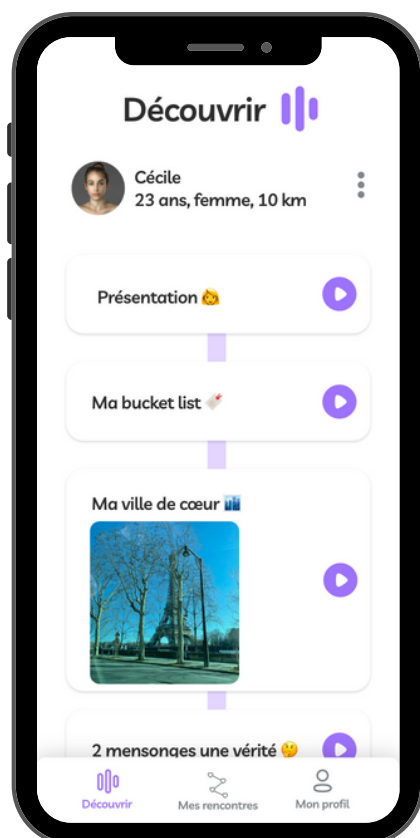 Découvrir
Cécile
23 ans, femme, 10 km
Présentation 👩
Ma bucket list 💌
Ma ville de cœur 🏙️
2 mensonges une vérité 🤔
Découvrir
Mes rencontres
Mon profil